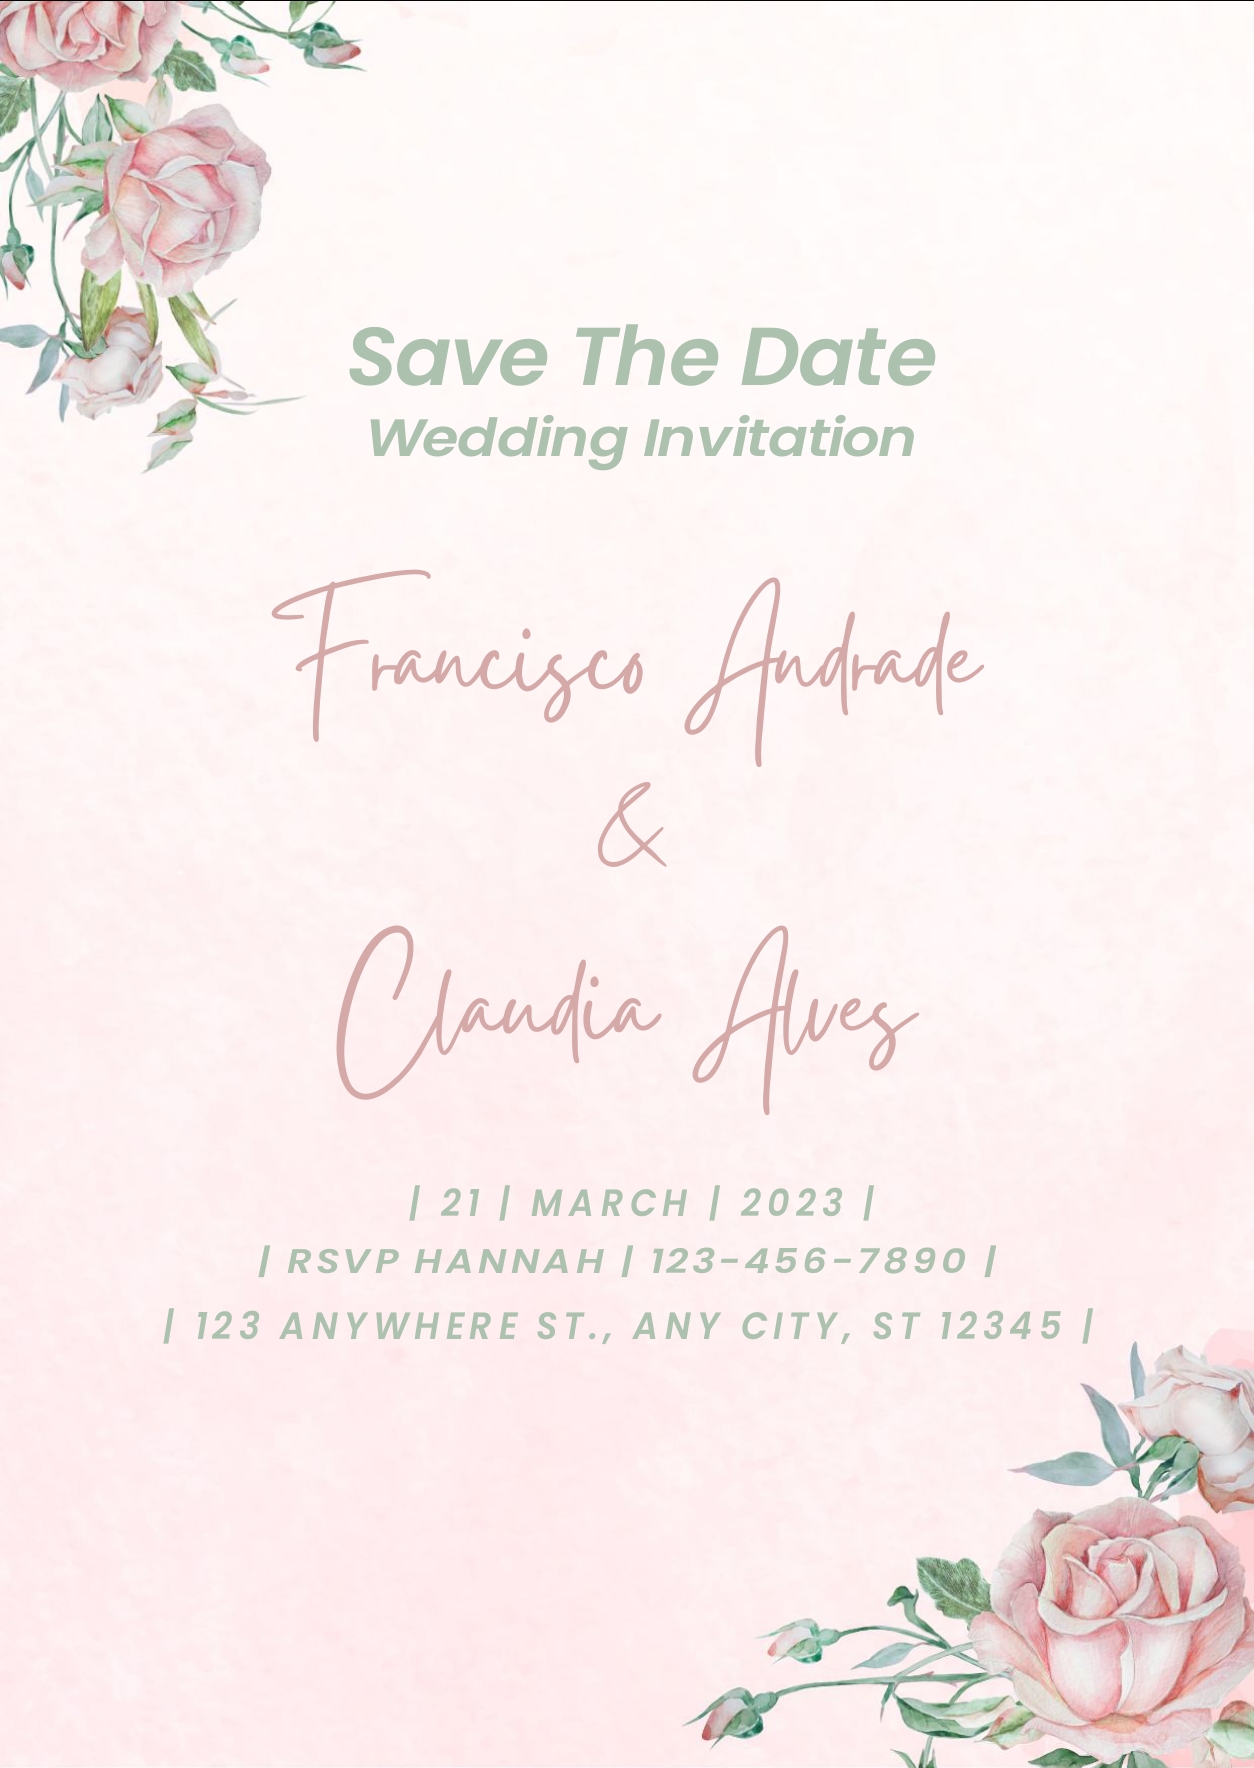 Save The Date
Wedding Invitation
Francisco Andrade
&
Claudia Alves
| 21 | MARCH | 2023 |
| RSVP HANNAH | 123-456-7890 |
| 123 ANYWHERE ST., ANY CITY, ST 12345 |